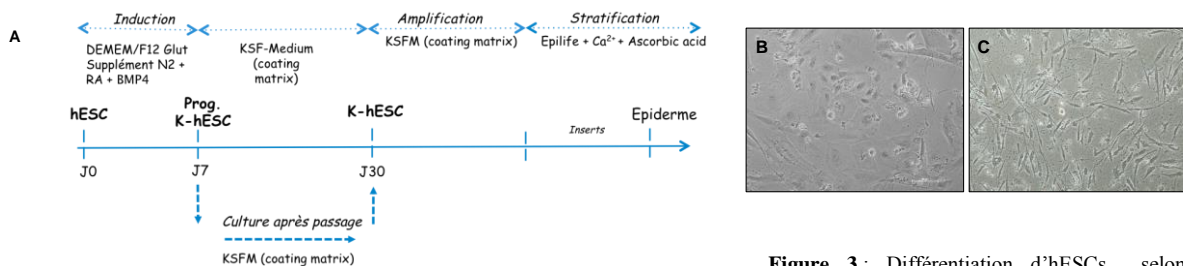 A
Induction
Amplification
Stratification
DEMEM/F12 Glut
Supplément N2 +
RA + BMP4
KSF-Medium
(coating
matrix)
KSFM (coating matrix)
Epilife + Ca²⁺ + Ascorbic acid
hESC
Prog.
K-hESC
K-hESC
Inserts
Epiderme
J0
J7
J30
Culture après passage
KSFM (coating matrix)
B
C
Figure 3 : Différentiation d'hESCs selon